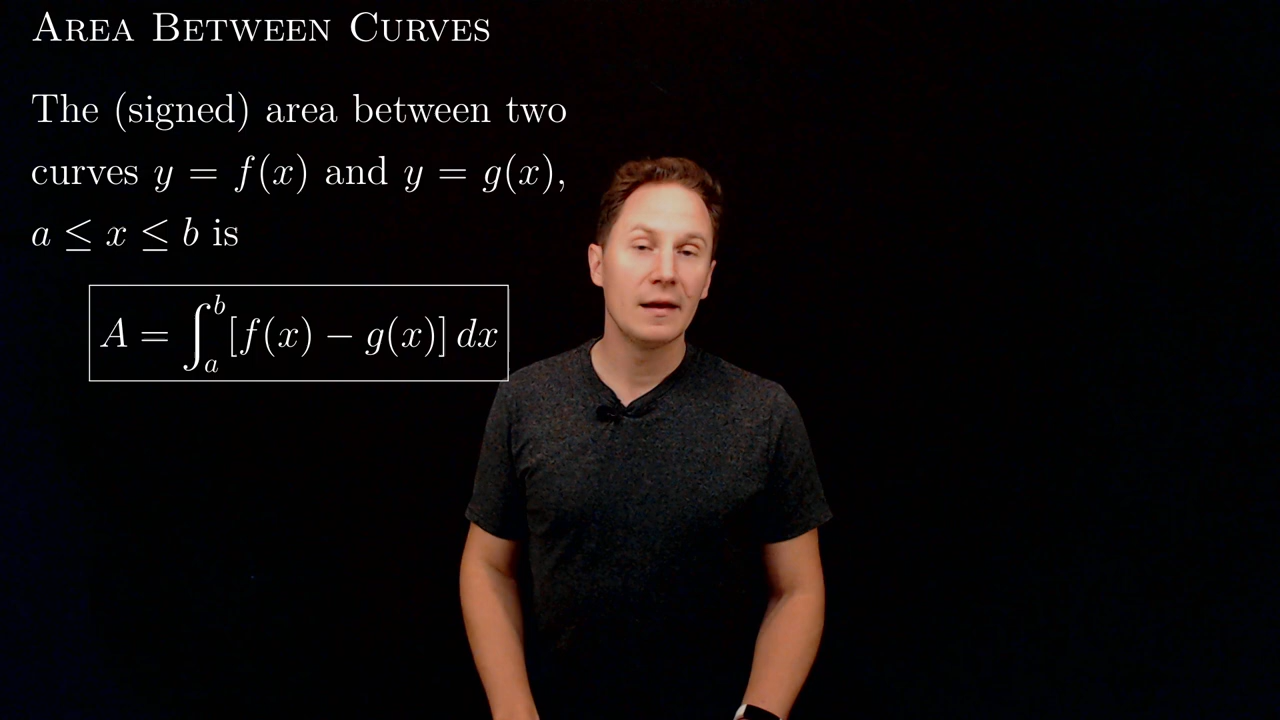 Area Between Curves
The (signed) area between two
curves y = f(x) and y = g(x),
a ≤ x ≤ b is
A = ∫_a^b [f(x) − g(x)] dx